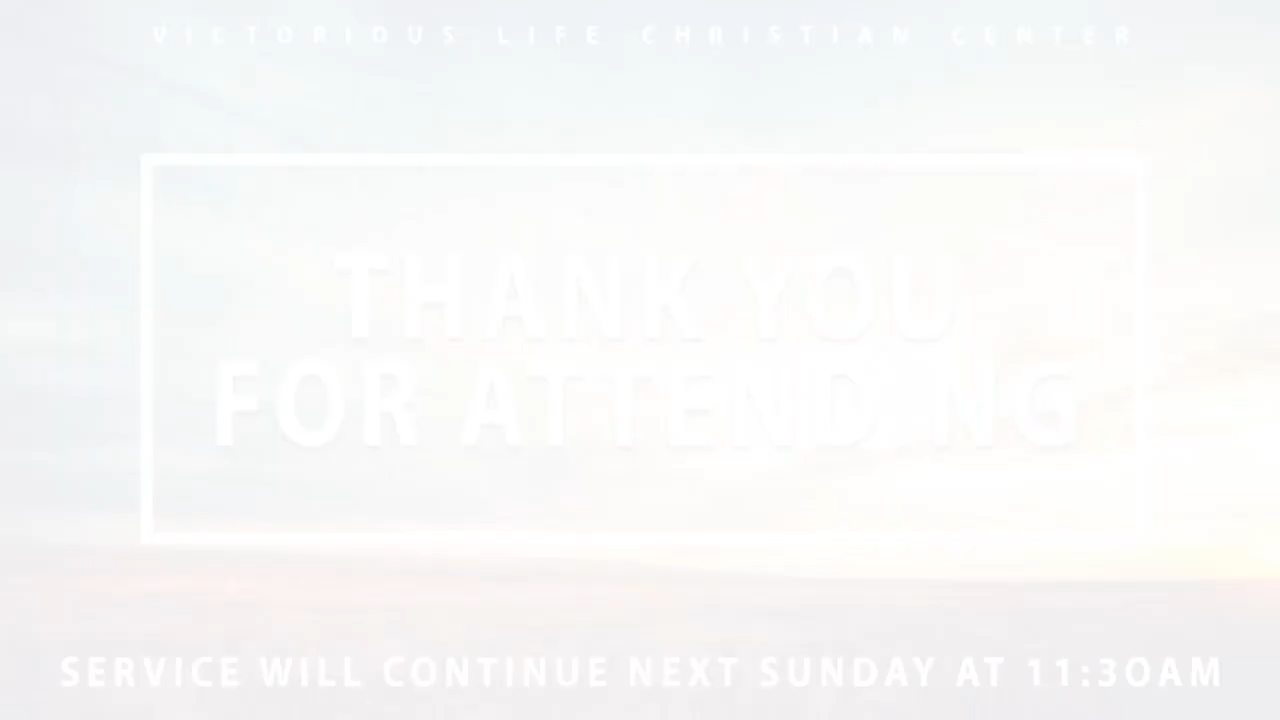 VICTORIOUS LIFE CHRISTIAN CENTER
THANK YOU
FOR ATTENDING
SERVICE WILL CONTINUE NEXT SUNDAY AT 11:30AM